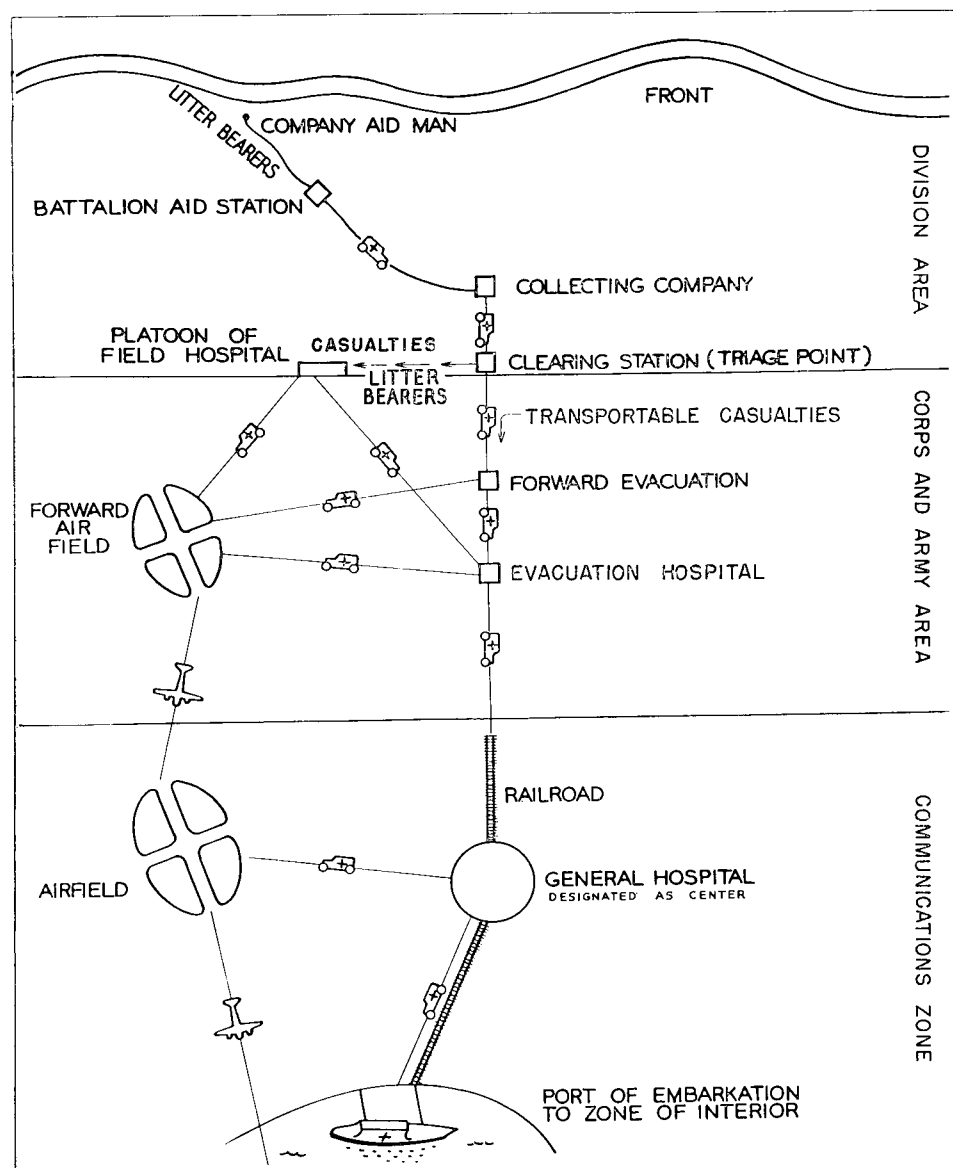 FRONT
LITTER BEARERS
COMPANY AID MAN
BATTALION AID STATION
DIVISION AREA
COLLECTING COMPANY
PLATOON OF
FIELD HOSPITAL
CASUALTIES
LITTER
BEARERS
CLEARING STATION (TRIAGE POINT)
TRANSPORTABLE CASUALTIES
CORPS AND ARMY AREA
FORWARD EVACUATION
FORWARD
AIR
FIELD
EVACUATION HOSPITAL
RAILROAD
COMMUNICATIONS ZONE
AIRFIELD
GENERAL HOSPITAL
DESIGNATED AS CENTER
PORT OF EMBARKATION
TO ZONE OF INTERIOR